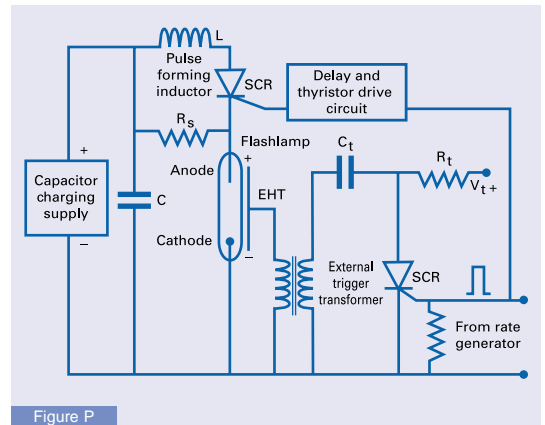 L
Pulse
forming
inductor
SCR
Delay and
thyristor drive
circuit
Rs
Flashlamp
Ct
Rt
+
Anode
+
Vt +
Capacitor
charging
supply
C
EHT
Cathode
–
–
External
trigger
transformer
SCR
From rate
generator
Figure P